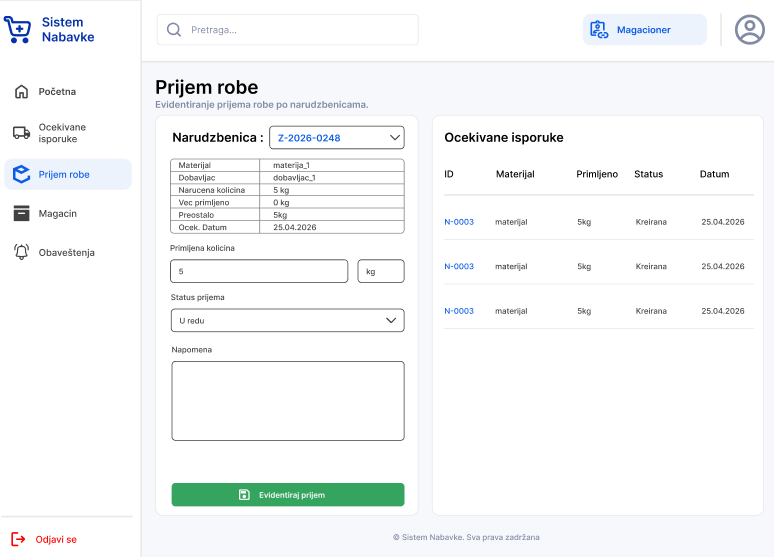 Sistem
Nabavke
Pretraga...
Magacioner
Početna
Ocekivane
isporuke
Prijem robe
Magacin
Obaveštenja
Odjavi se
Prijem robe
Evidentiranje prijema robe po narudzbenicama.
Narudzbenica : Z-2026-0248
Materijal materija_1
Dobavljac dobavljac_1
Narucena kolicina 5 kg
Vec primljeno 0 kg
Preostalo 5kg
Ocek. Datum 25.04.2026
Primljena kolicina
5 kg
Status prijema
U redu
Napomena
Evidentiraj prijem
Ocekivane isporuke
ID Materijal Primljeno Status Datum
N-0003 materijal 5kg Kreirana 25.04.2026
N-0003 materijal 5kg Kreirana 25.04.2026
N-0003 materijal 5kg Kreirana 25.04.2026
© Sistem Nabavke. Sva prava zadržana